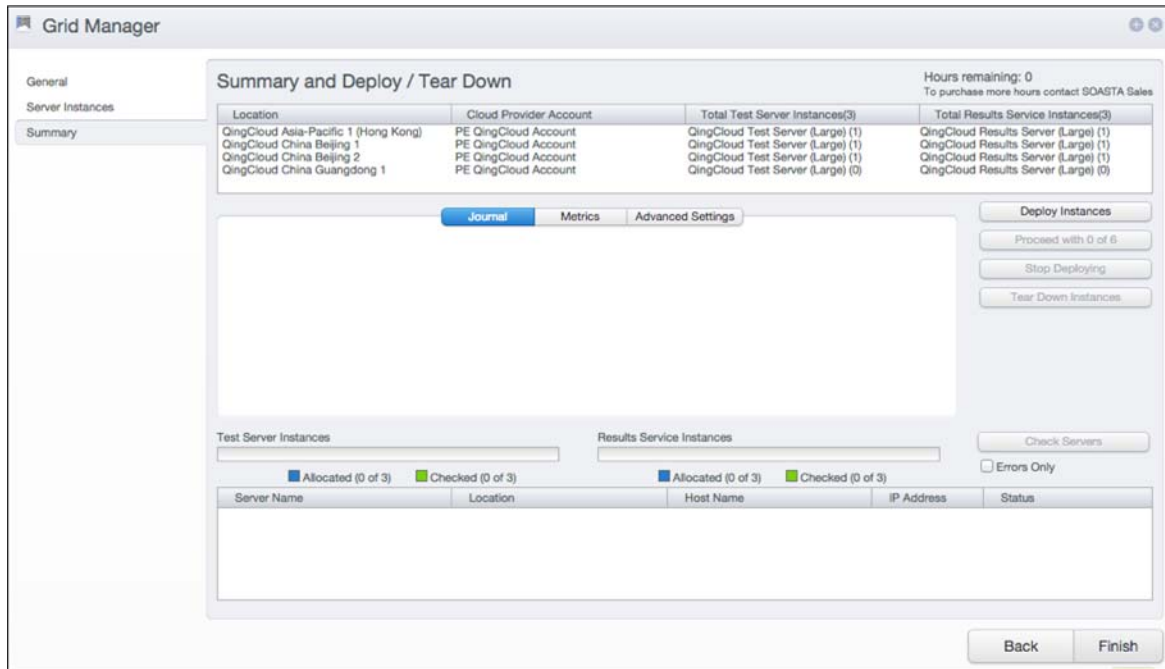 Grid Manager
General
Server Instances
Summary
Summary and Deploy / Tear Down
Hours remaining: 0
To purchase more hours contact SOASTA Sales
Location Cloud Provider Account Total Test Server Instances(3) Total Results Service Instances(3)
QingCloud Asia-Pacific 1 (Hong Kong) PE QingCloud Account QingCloud Test Server (Large) (1) QingCloud Results Server (Large) (1)
QingCloud China Beijing 1 PE QingCloud Account QingCloud Test Server (Large) (1) QingCloud Results Server (Large) (1)
QingCloud China Beijing 2 PE QingCloud Account QingCloud Test Server (Large) (1) QingCloud Results Server (Large) (1)
QingCloud China Guangdong 1 PE QingCloud Account QingCloud Test Server (Large) (0) QingCloud Results Server (Large) (0)
Journal Metrics Advanced Settings
Deploy Instances
Proceed with 0 of 6
Stop Deploying
Tear Down Instances
Test Server Instances Results Service Instances
Check Servers
Errors Only
Allocated (0 of 3) Checked (0 of 3) Allocated (0 of 3) Checked (0 of 3)
Server Name Location Host Name IP Address Status
Back Finish